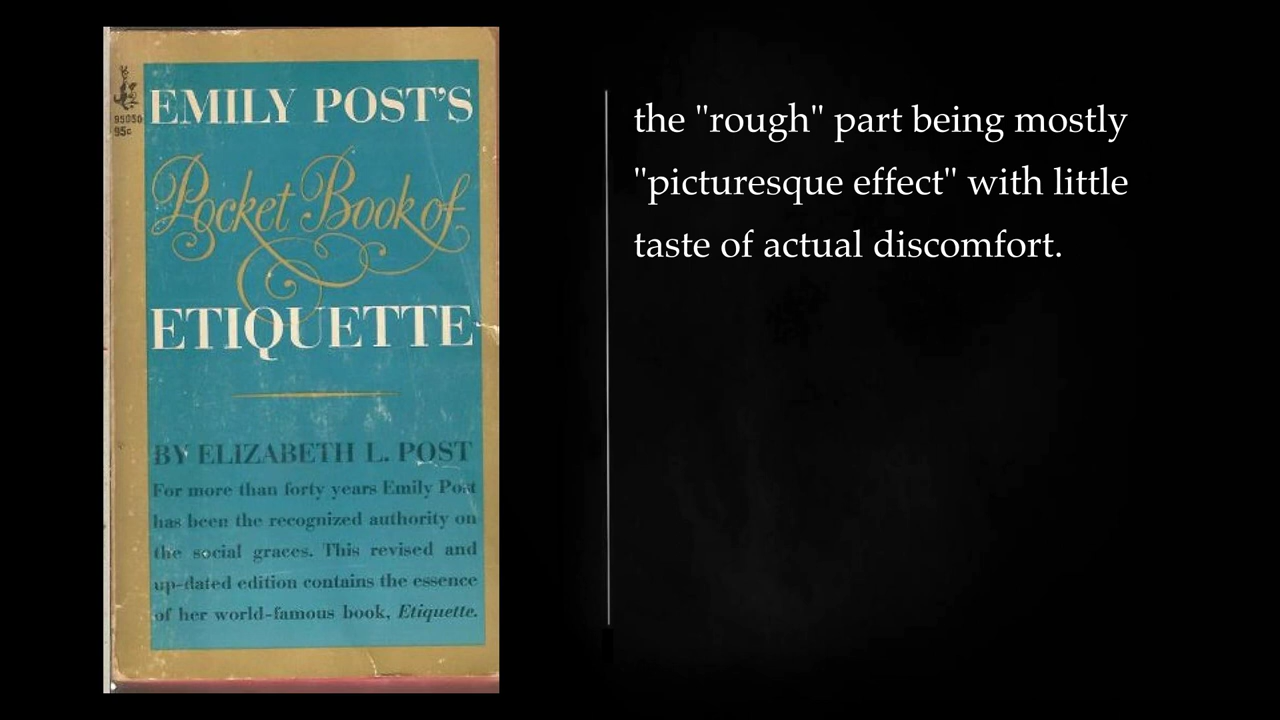 95050
95c
EMILY POST'S
Pocket Book of
ETIQUETTE
BY ELIZABETH L. POST
For more than forty years Emily Post
has been the recognized authority on
the social graces. This revised and
up-dated edition contains the essence
of her world-famous book, Etiquette.
the "rough" part being mostly
"picturesque effect" with little
taste of actual discomfort.